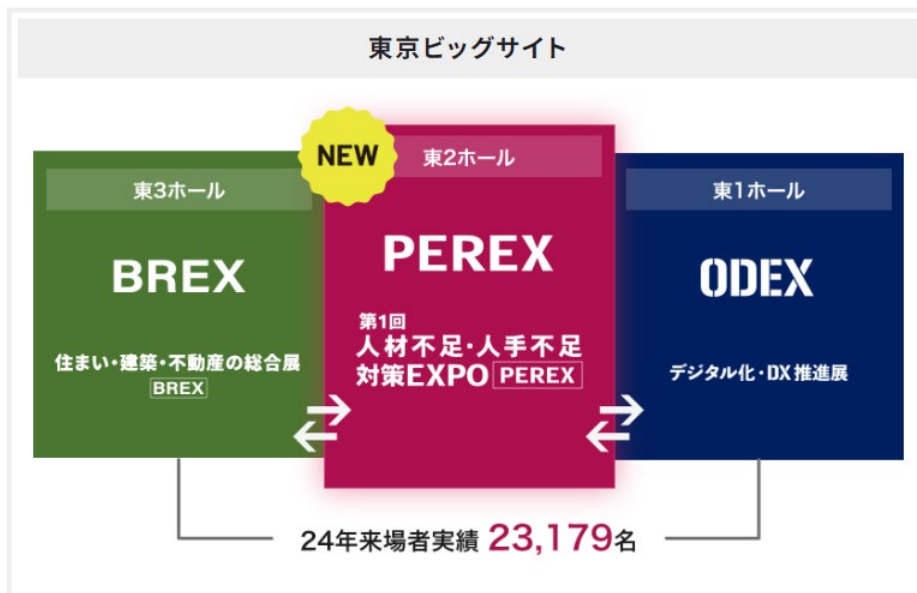 東京ビッグサイト
東3ホール
BREX
住まい・建築・不動産の総合展
BREX
NEW
東2ホール
PEREX
第1回
人材不足・人手不足
対策EXPO PEREX
東1ホール
ODEX
デジタル化・DX推進展
24年来場者実績 23,179名